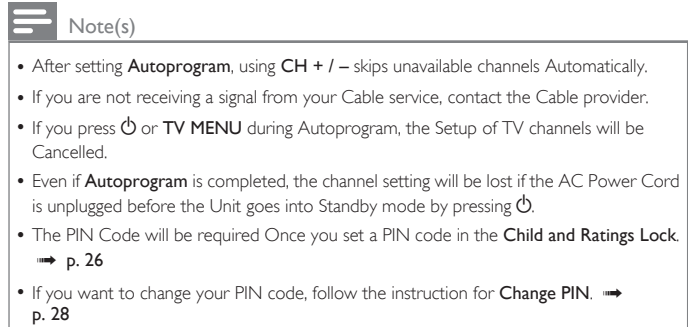 Note(s)
• After setting Autoprogram, using CH + / – skips unavailable channels Automatically.
• If you are not receiving a signal from your Cable service, contact the Cable provider.
• If you press ⏻ or TV MENU during Autoprogram, the Setup of TV channels will be
Cancelled.
• Even if Autoprogram is completed, the channel setting will be lost if the AC Power Cord
is unplugged before the Unit goes into Standby mode by pressing ⏻.
• The PIN Code will be required Once you set a PIN code in the Child and Ratings Lock.
➟ p. 26
• If you want to change your PIN code, follow the instruction for Change PIN. ➟
p. 28